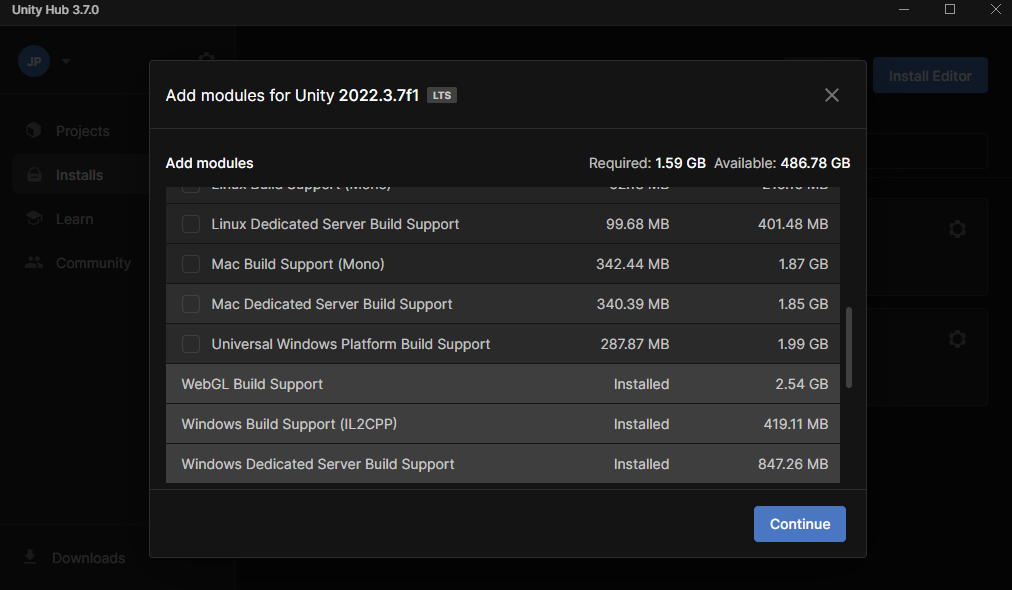 Unity Hub 3.7.0
JP
Install Editor
Add modules for Unity 2022.3.7f1 LTS
Projects
Installs
Learn
Community
Downloads
Add modules
Required: 1.59 GB Available: 486.78 GB
Linux Build Support (Mono)
Linux Dedicated Server Build Support 99.68 MB 401.48 MB
Mac Build Support (Mono) 342.44 MB 1.87 GB
Mac Dedicated Server Build Support 340.39 MB 1.85 GB
Universal Windows Platform Build Support 287.87 MB 1.99 GB
WebGL Build Support Installed 2.54 GB
Windows Build Support (IL2CPP) Installed 419.11 MB
Windows Dedicated Server Build Support Installed 847.26 MB
Continue